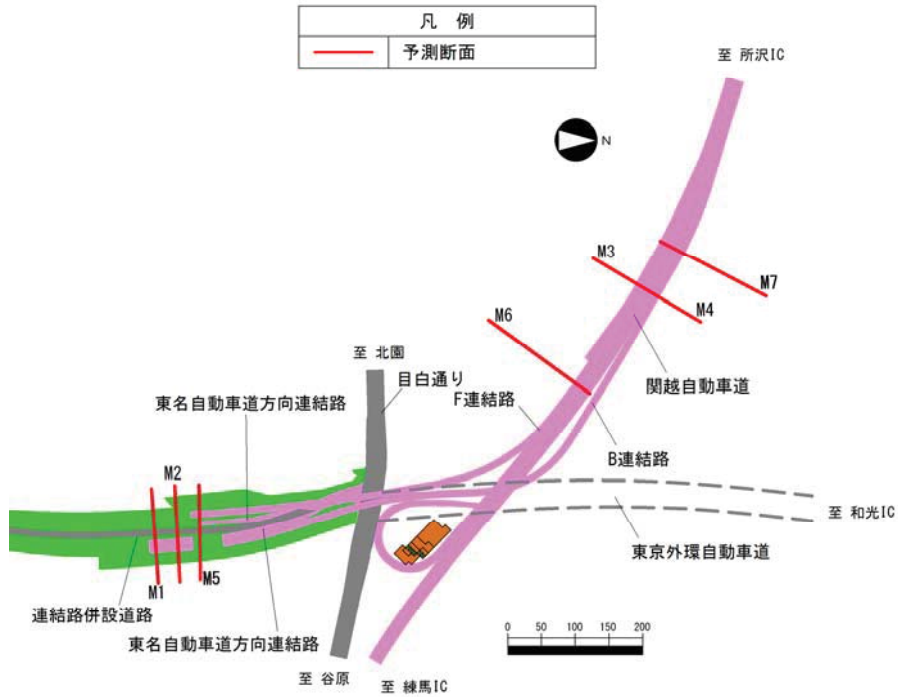 凡 例
予測断面
至 所沢IC
N
M3
M7
M4
M6
関越自動車道
至 北園
目白通り
F連結路
東名自動車道方向連結路
B連結路
M2
至 和光IC
東京外環自動車道
M1
M5
連結路併設道路
東名自動車道方向連結路
0 50 100 150 200
至 谷原
至 練馬IC